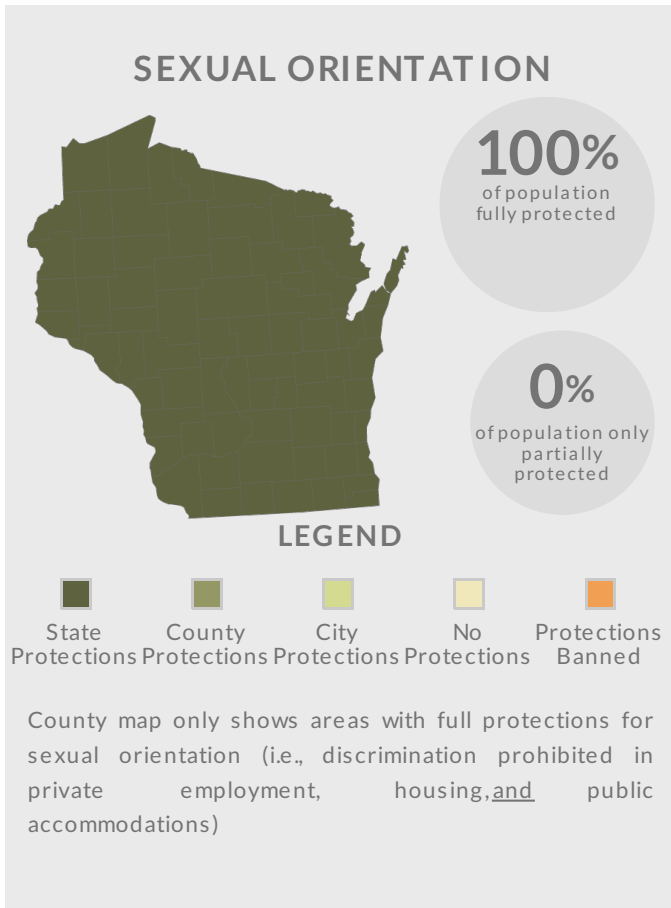 SEXUAL ORIENTATION
100%
of population
fully protected
0%
of population only
partially
protected
LEGEND
State
Protections
County
Protections
City
Protections
No
Protections
Protections
Banned
County map only shows areas with full protections for
sexual orientation (i.e., discrimination prohibited in
private employment, housing,and public
accommodations)